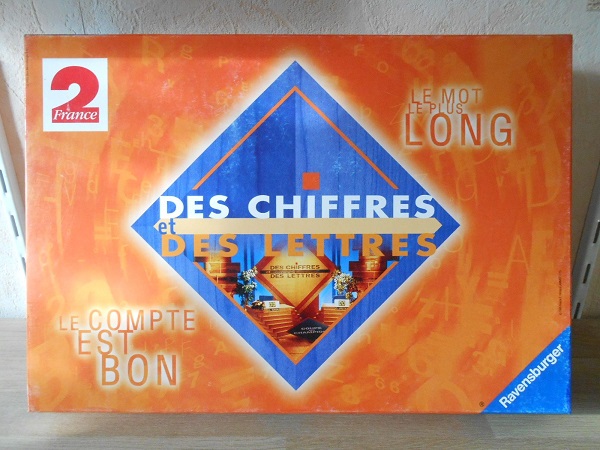 2
France
LE MOT
LE PLUS
LONG
DES CHIFFRES
et
DES LETTRES
DES CHIFFRES
DES LETTRES
LE COMPTE
EST
BON
Ravensburger